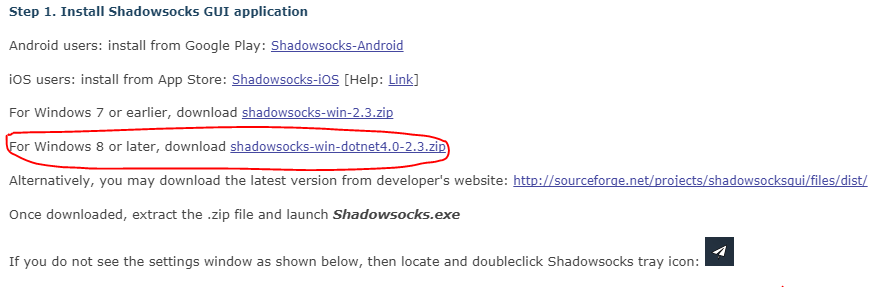 Step 1. Install Shadowsocks GUI application
Android users: install from Google Play: Shadowsocks-Android
iOS users: install from App Store: Shadowsocks-iOS [Help: Link]
For Windows 7 or earlier, download shadowsocks-win-2.3.zip
For Windows 8 or later, download shadowsocks-win-dotnet4.0-2.3.zip
Alternatively, you may download the latest version from developer's website: http://sourceforge.net/projects/shadowsocksgui/files/dist/
Once downloaded, extract the .zip file and launch Shadowsocks.exe
If you do not see the settings window as shown below, then locate and doubleclick Shadowsocks tray icon: